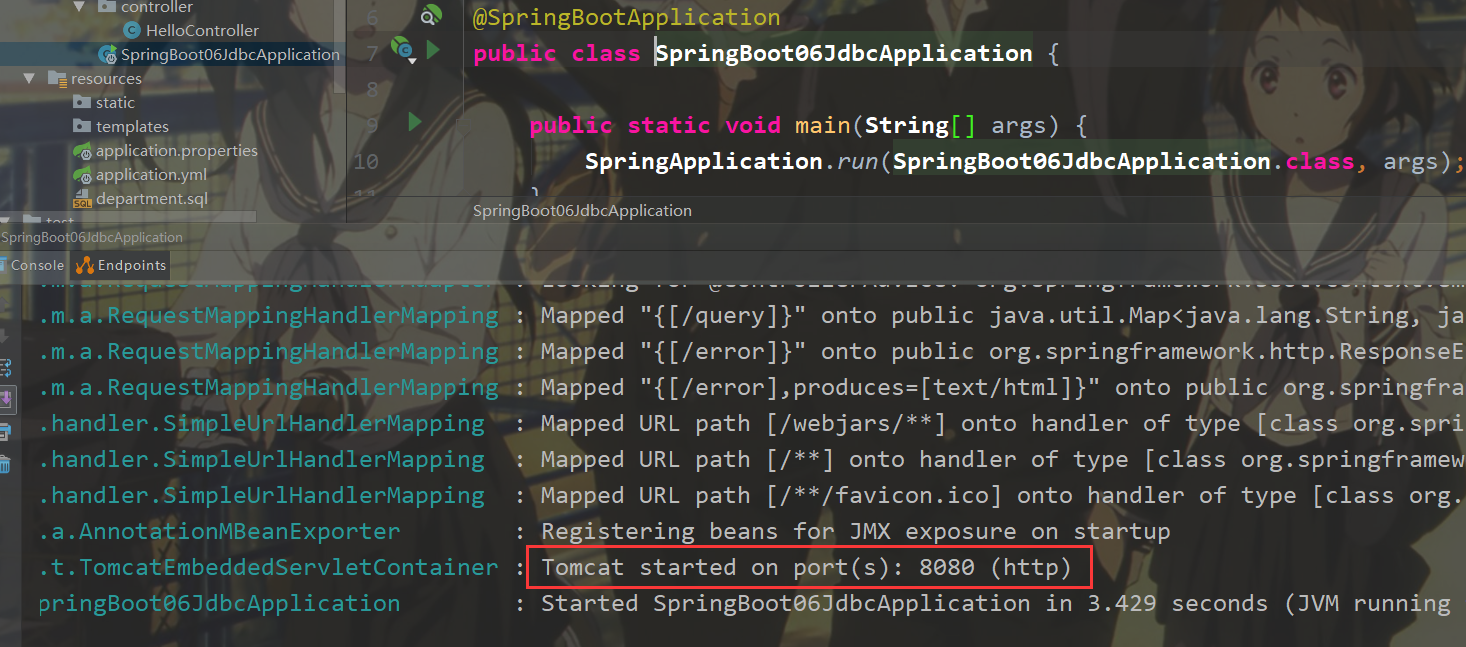 controller
HelloController
SpringBoot06JdbcApplication
resources
static
templates
application.properties
application.yml
department.sql
test
6 @SpringBootApplication
7 public class SpringBoot06JdbcApplication {
8
9 public static void main(String[] args) {
10 SpringApplication.run(SpringBoot06JdbcApplication.class, args);
}
SpringBoot06JdbcApplication
SpringBoot06JdbcApplication
Console Endpoints
.m.a.RequestMappingHandlerMapping : Mapped "{[/query]}" onto public java.util.Map<java.lang.String, ja
.m.a.RequestMappingHandlerMapping : Mapped "{[/error]}" onto public org.springframework.http.ResponseE
.m.a.RequestMappingHandlerMapping : Mapped "{[/error],produces=[text/html]}" onto public org.springfra
.handler.SimpleUrlHandlerMapping : Mapped URL path [/webjars/**] onto handler of type [class org.spri
.handler.SimpleUrlHandlerMapping : Mapped URL path [/**] onto handler of type [class org.springframew
.handler.SimpleUrlHandlerMapping : Mapped URL path [/**/favicon.ico] onto handler of type [class org.
.a.AnnotationMBeanExporter : Registering beans for JMX exposure on startup
.t.TomcatEmbeddedServletContainer : Tomcat started on port(s): 8080 (http)
pringBoot06JdbcApplication : Started SpringBoot06JdbcApplication in 3.429 seconds (JVM running